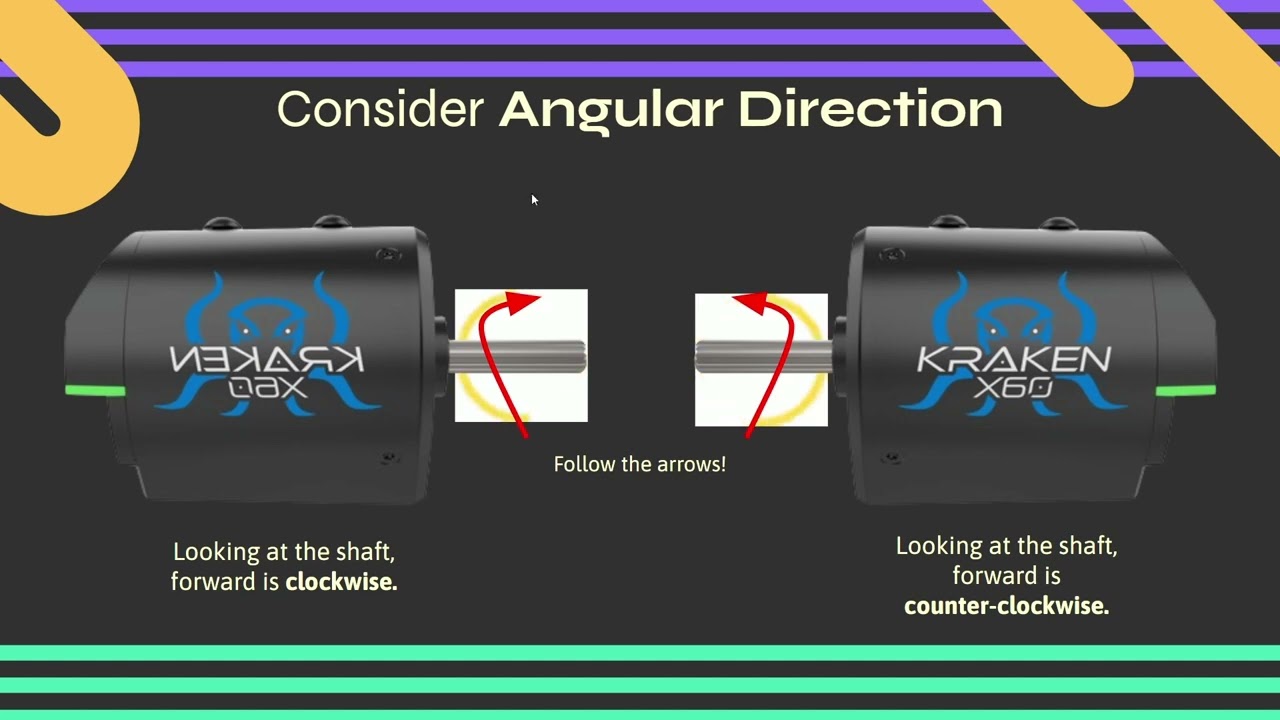 Consider Angular Direction
KRAKEN
X60
KRAKEN
X60
Follow the arrows!
Looking at the shaft,
forward is clockwise.
Looking at the shaft,
forward is
counter-clockwise.